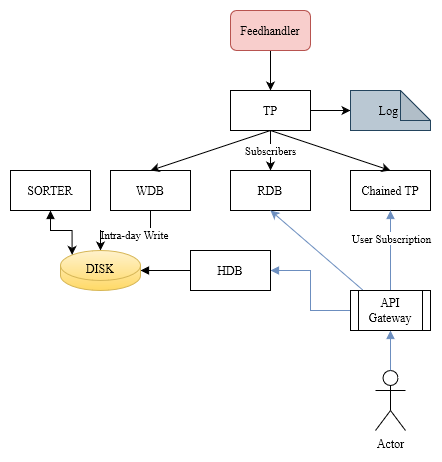 Feedhandler
TP
Log
Subscribers
SORTER
WDB
RDB
Chained TP
Intra-day Write
User Subscription
DISK
HDB
API
Gateway
Actor